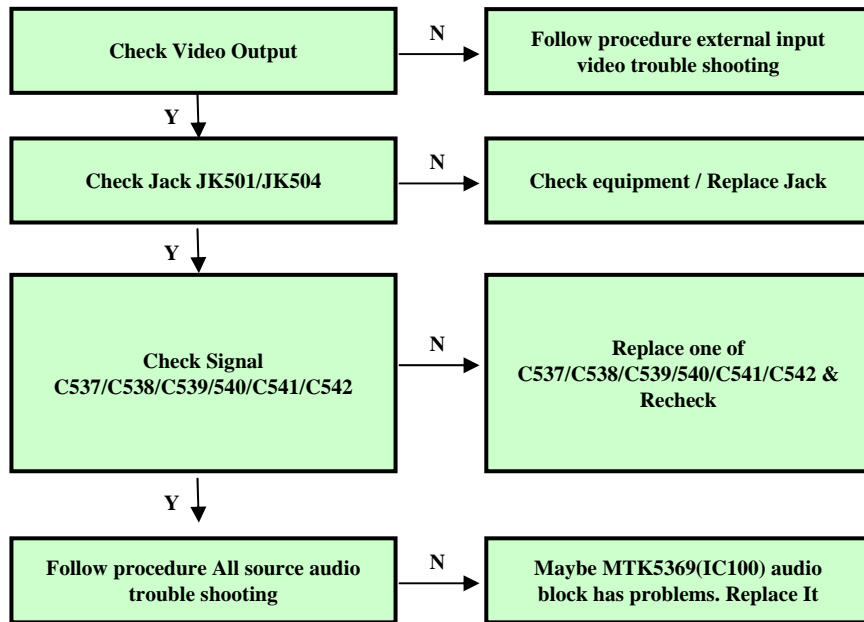 Check Video Output
N
Follow procedure external input
video trouble shooting
Y
Check Jack JK501/JK504
N
Check equipment / Replace Jack
Y
Check Signal
C537/C538/C539/540/C541/C542
N
Replace one of
C537/C538/C539/540/C541/C542 &
Recheck
Y
Follow procedure All source audio
trouble shooting
N
Maybe MTK5369(IC100) audio
block has problems. Replace It